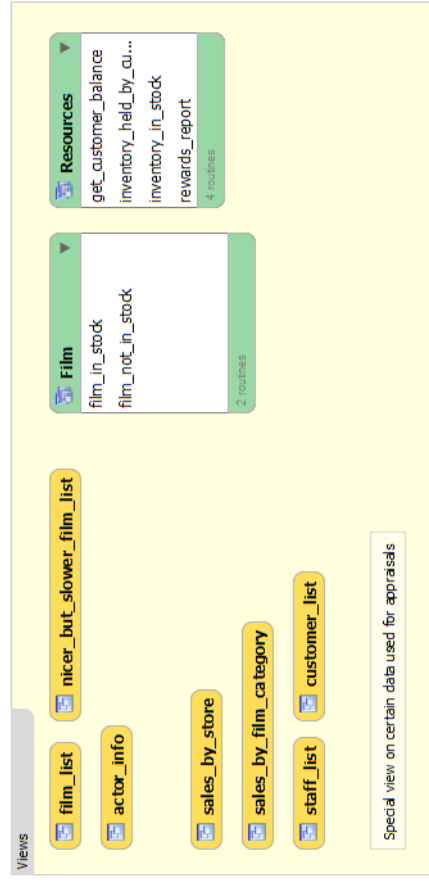 Views
film_list
nicer_but_slower_film_list
actor_info
sales_by_store
sales_by_film_category
staff_list
customer_list
Special view on certain data used for appraisals
Film
film_in_stock
film_not_in_stock
2 routines
Resources
get_customer_balance
inventory_held_by_cu...
inventory_in_stock
rewards_report
4 routines